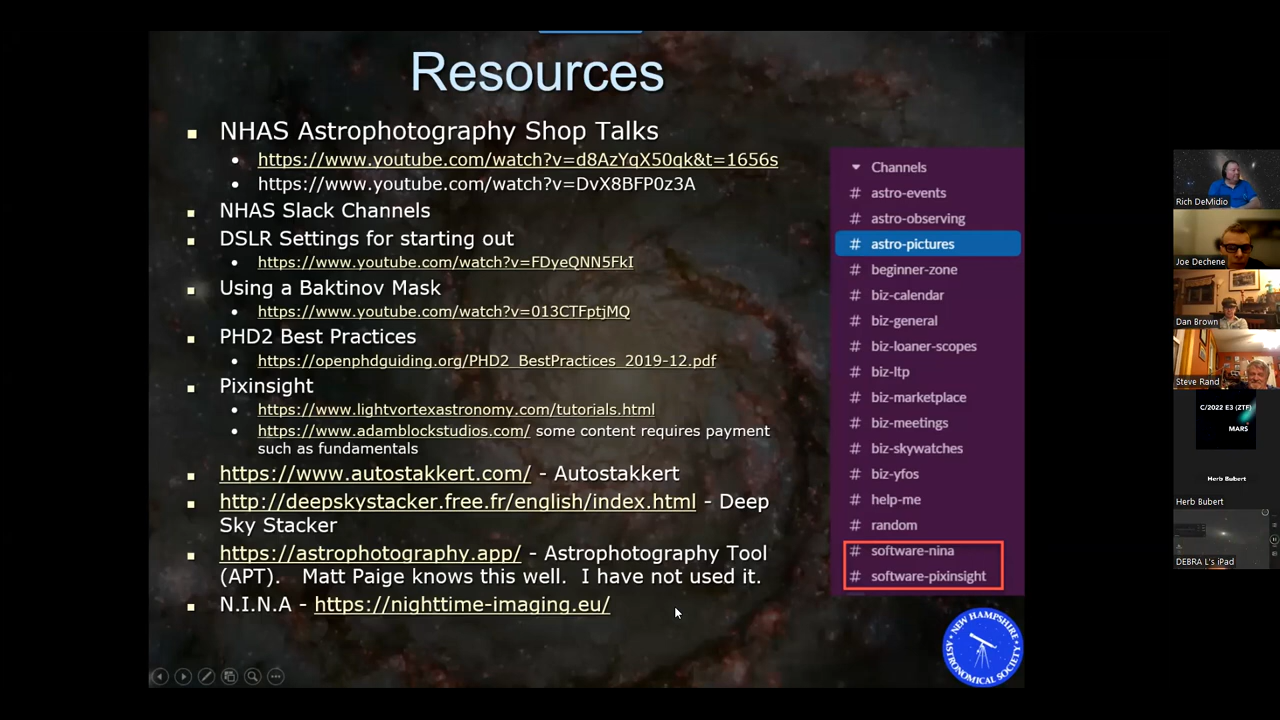 Resources
NHAS Astrophotography Shop Talks
https://www.youtube.com/watch?v=d8AzYqX50qk&t=1656s
https://www.youtube.com/watch?v=DvX8BFP0z3A
NHAS Slack Channels
DSLR Settings for starting out
https://www.youtube.com/watch?v=FDyeQNN5FkI
Using a Baktinov Mask
https://www.youtube.com/watch?v=013CTFptjMQ
PHD2 Best Practices
https://openphdguiding.org/PHD2_BestPractices_2019-12.pdf
Pixinsight
https://www.lightvortexastronomy.com/tutorials.html
https://www.adamblockstudios.com/ some content requires payment
such as fundamentals
https://www.autostakkert.com/ - Autostakkert
http://deepskystacker.free.fr/english/index.html - Deep
Sky Stacker
https://astrophotography.app/ - Astrophotography Tool
(APT). Matt Paige knows this well. I have not used it.
N.I.N.A - https://nighttime-imaging.eu/
Channels
# astro-events
# astro-observing
# astro-pictures
# beginner-zone
# biz-calendar
# biz-general
# biz-loaner-scopes
# biz-ltp
# biz-marketplace
# biz-meetings
# biz-skywatches
# biz-yfos
# help-me
# random
# software-nina
# software-pixinsight
NEW HAMPSHIRE
ASTRONOMICAL SOCIETY
Rich DeMidio
Joe Dechene
Dan Brown
Steve Rand
C/2022 E3 (ZTF)
MARS
Herb Bubert
Herb Bubert
DEBRA L's iPad